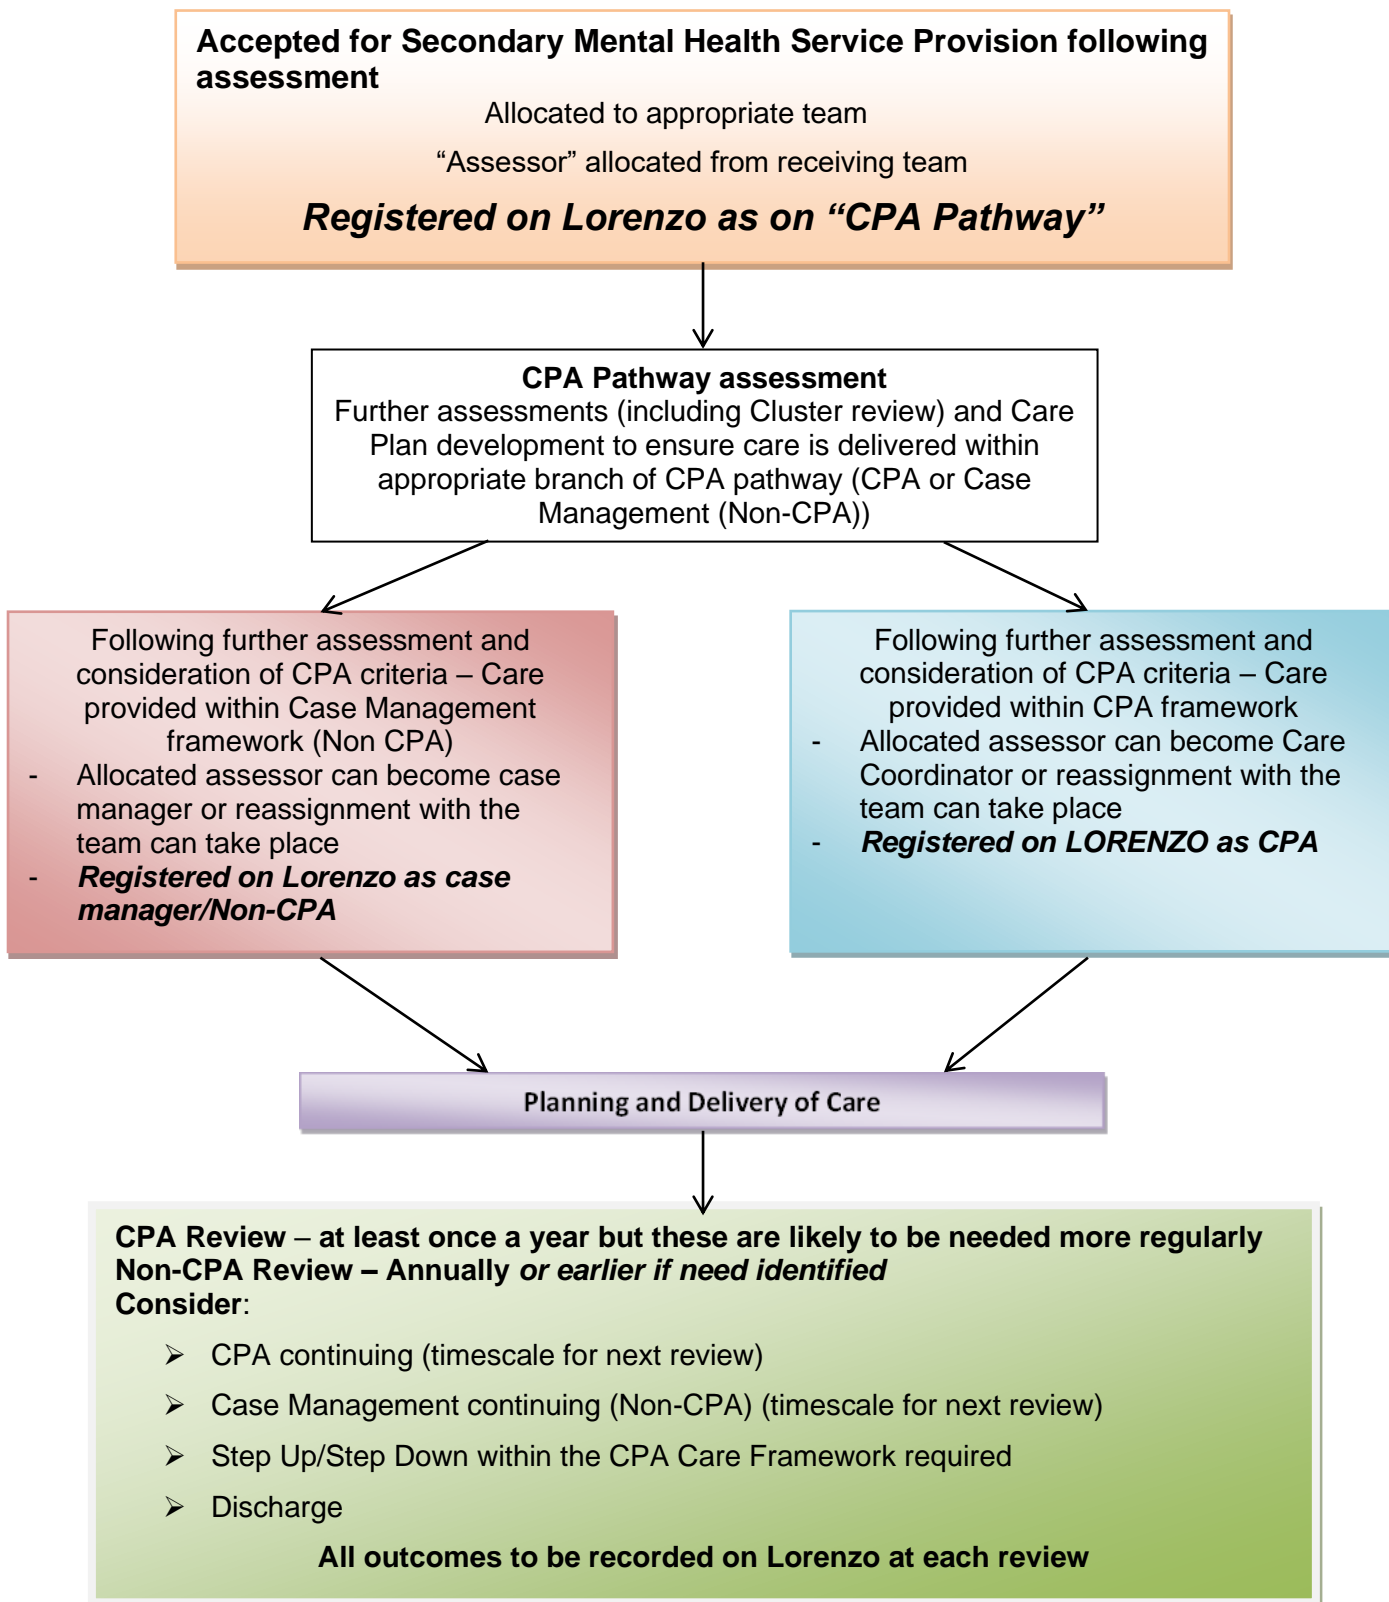 Accepted for Secondary Mental Health Service Provision following
assessment
Allocated to appropriate team
“Assessor” allocated from receiving team
Registered on Lorenzo as on “CPA Pathway”
CPA Pathway assessment
Further assessments (including Cluster review) and Care
Plan development to ensure care is delivered within
appropriate branch of CPA pathway (CPA or Case
Management (Non-CPA))
Following further assessment and
consideration of CPA criteria – Care
provided within Case Management
framework (Non CPA)
- Allocated assessor can become case
manager or reassignment with the
team can take place
- Registered on Lorenzo as case
manager/Non-CPA
Following further assessment and
consideration of CPA criteria – Care
provided within CPA framework
- Allocated assessor can become Care
Coordinator or reassignment with the
team can take place
- Registered on LORENZO as CPA
Planning and Delivery of Care
CPA Review – at least once a year but these are likely to be needed more regularly
Non-CPA Review – Annually or earlier if need identified
Consider:
➢ CPA continuing (timescale for next review)
➢ Case Management continuing (Non-CPA) (timescale for next review)
➢ Step Up/Step Down within the CPA Care Framework required
➢ Discharge
All outcomes to be recorded on Lorenzo at each review